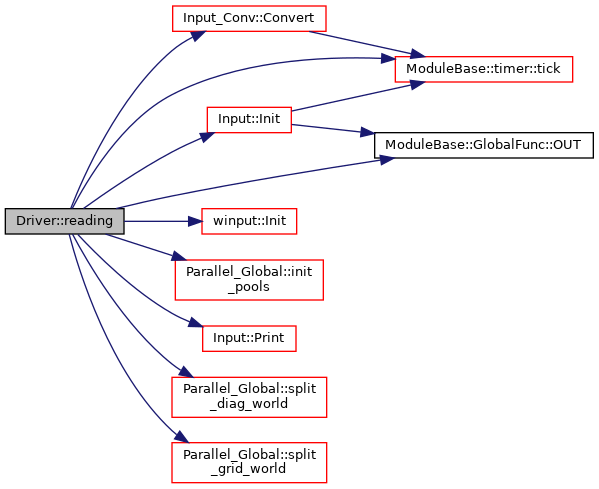 Input_Conv::Convert
ModuleBase::timer::tick
Input::Init
ModuleBase::GlobalFunc::OUT
Driver::reading
winput::Init
Parallel_Global::init
_pools
Input::Print
Parallel_Global::split
_diag_world
Parallel_Global::split
_grid_world